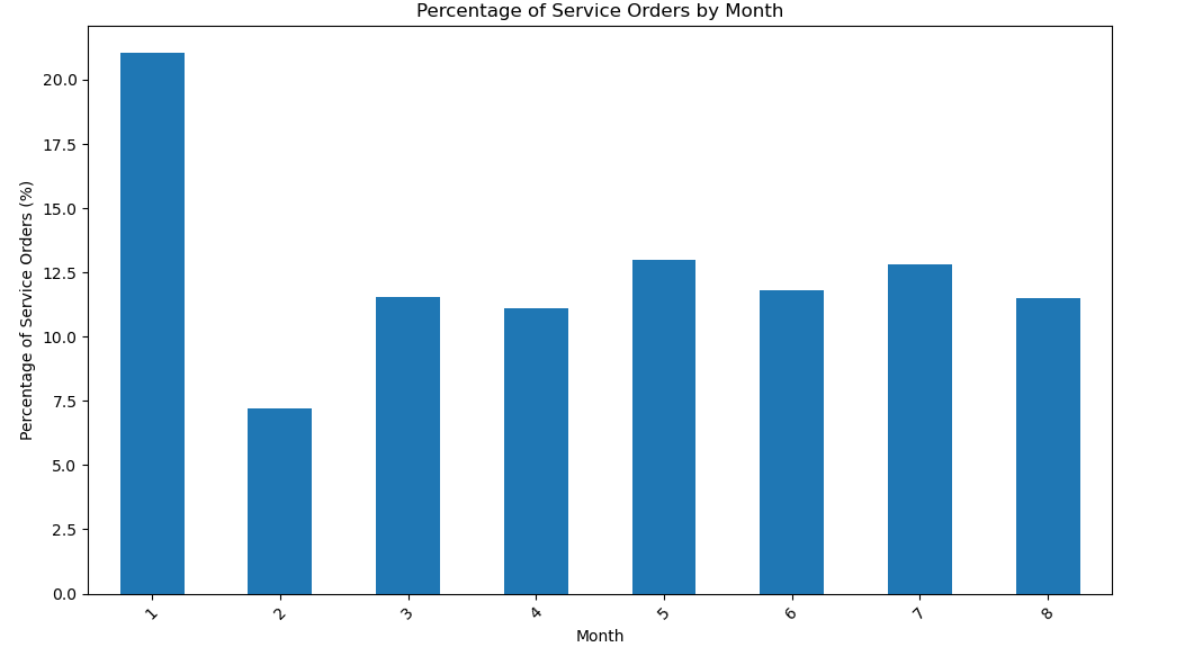 Percentage of Service Orders by Month
Percentage of Service Orders (%)
20.0
17.5
15.0
12.5
10.0
7.5
5.0
2.5
0.0
1 2 3 4 5 6 7 8
Month